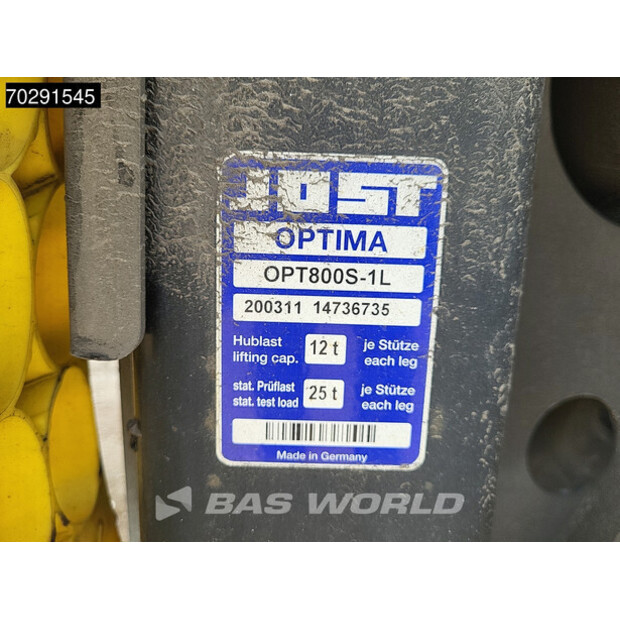 70291545
JOST
OPTIMA
OPT800S-1L
200311 14736735
Hublast 12 t je Stütze
lifting cap. each leg
stat. Prüflast 25 t je Stütze
stat. test load each leg
Made in Germany
BAS WORLD